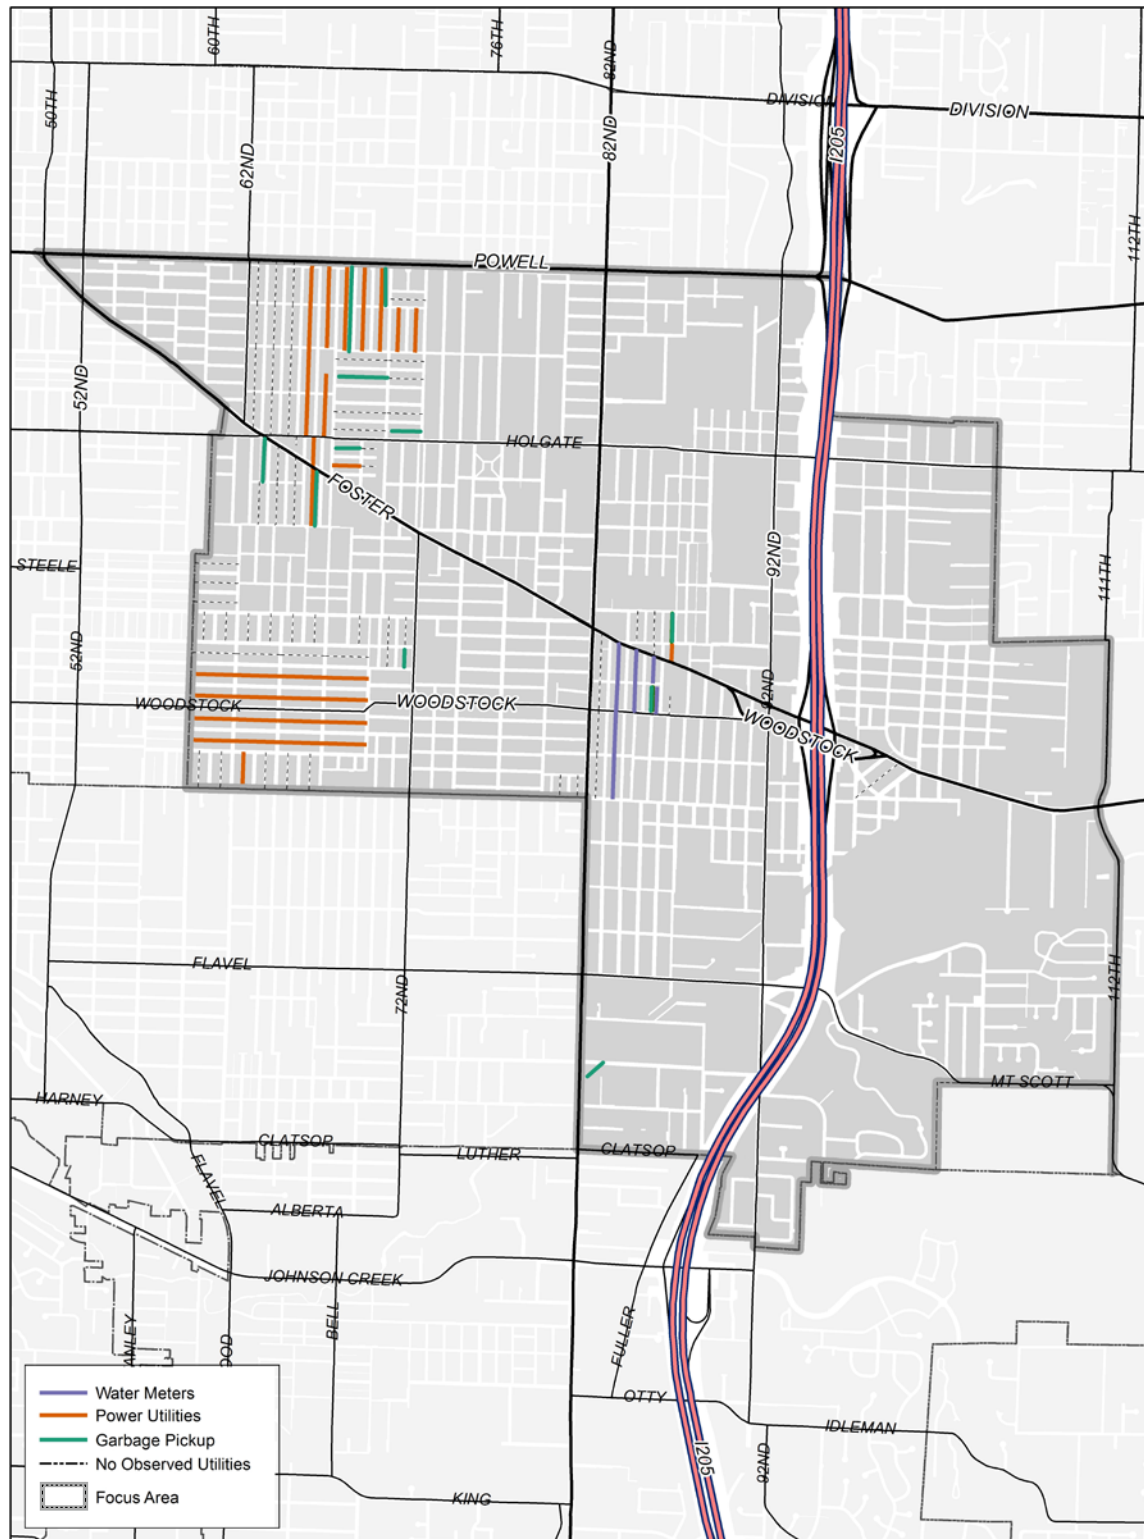 60TH
76TH
82ND
50TH
DIVISION
DIVISION
62ND
82ND
I205
112TH
POWELL
52ND
HOLGATE
FOSTER
STEELE
92ND
111TH
52ND
92ND
WOODSTOCK
WOODSTOCK
WOODSTOCK
FLAVEL
72ND
112TH
MT SCOTT
HARNEY
CLATSOP
LUTHER
CLATSOP
FLAVEL
ALBERTA
JOHNSON CREEK
BELL
FULLER
ANLEY
OOD
OTTY
IDLEMAN
I205
92ND
KING
Water Meters
Power Utilities
Garbage Pickup
No Observed Utilities
Focus Area